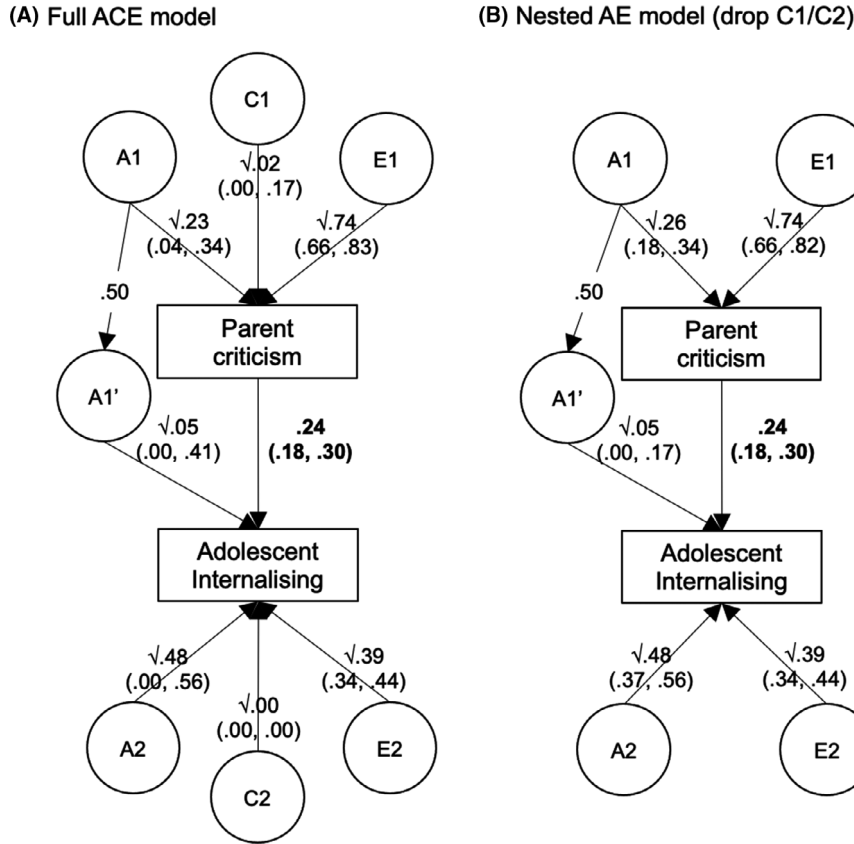 (A) Full ACE model
C1
A1
E1
√.02
(.00, .17)
√.23
(.04, .34)
√.74
(.66, .83)
.50
Parent
criticism
A1’
√.05
(.00, .41)
.24
(.18, .30)
Adolescent
Internalising
√.48
(.00, .56)
√.00
(.00, .00)
√.39
(.34, .44)
A2
C2
E2
(B) Nested AE model (drop C1/C2)
A1
E1
√.26
(.18, .34)
√.74
(.66, .82)
.50
Parent
criticism
A1’
√.05
(.00, .17)
.24
(.18, .30)
Adolescent
Internalising
√.48
(.37, .56)
√.39
(.34, .44)
A2
E2